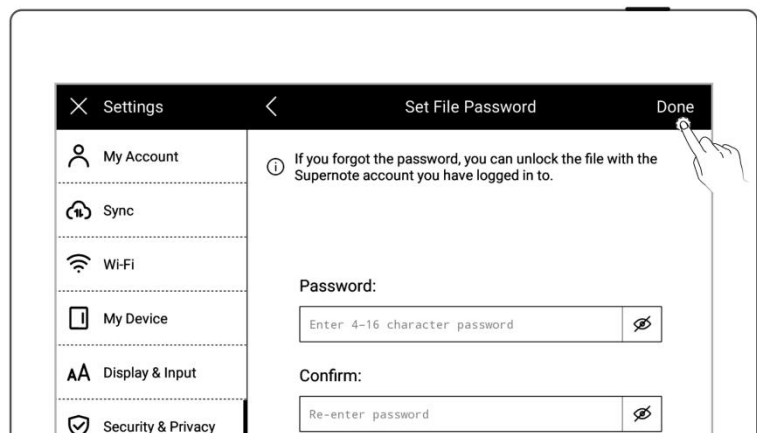 Settings
Set File Password
Done
My Account
If you forgot the password, you can unlock the file with the
Supernote account you have logged in to.
Sync
Wi-Fi
Password:
My Device
Enter 4-16 character password
Display & Input
Confirm:
Re-enter password
Security & Privacy